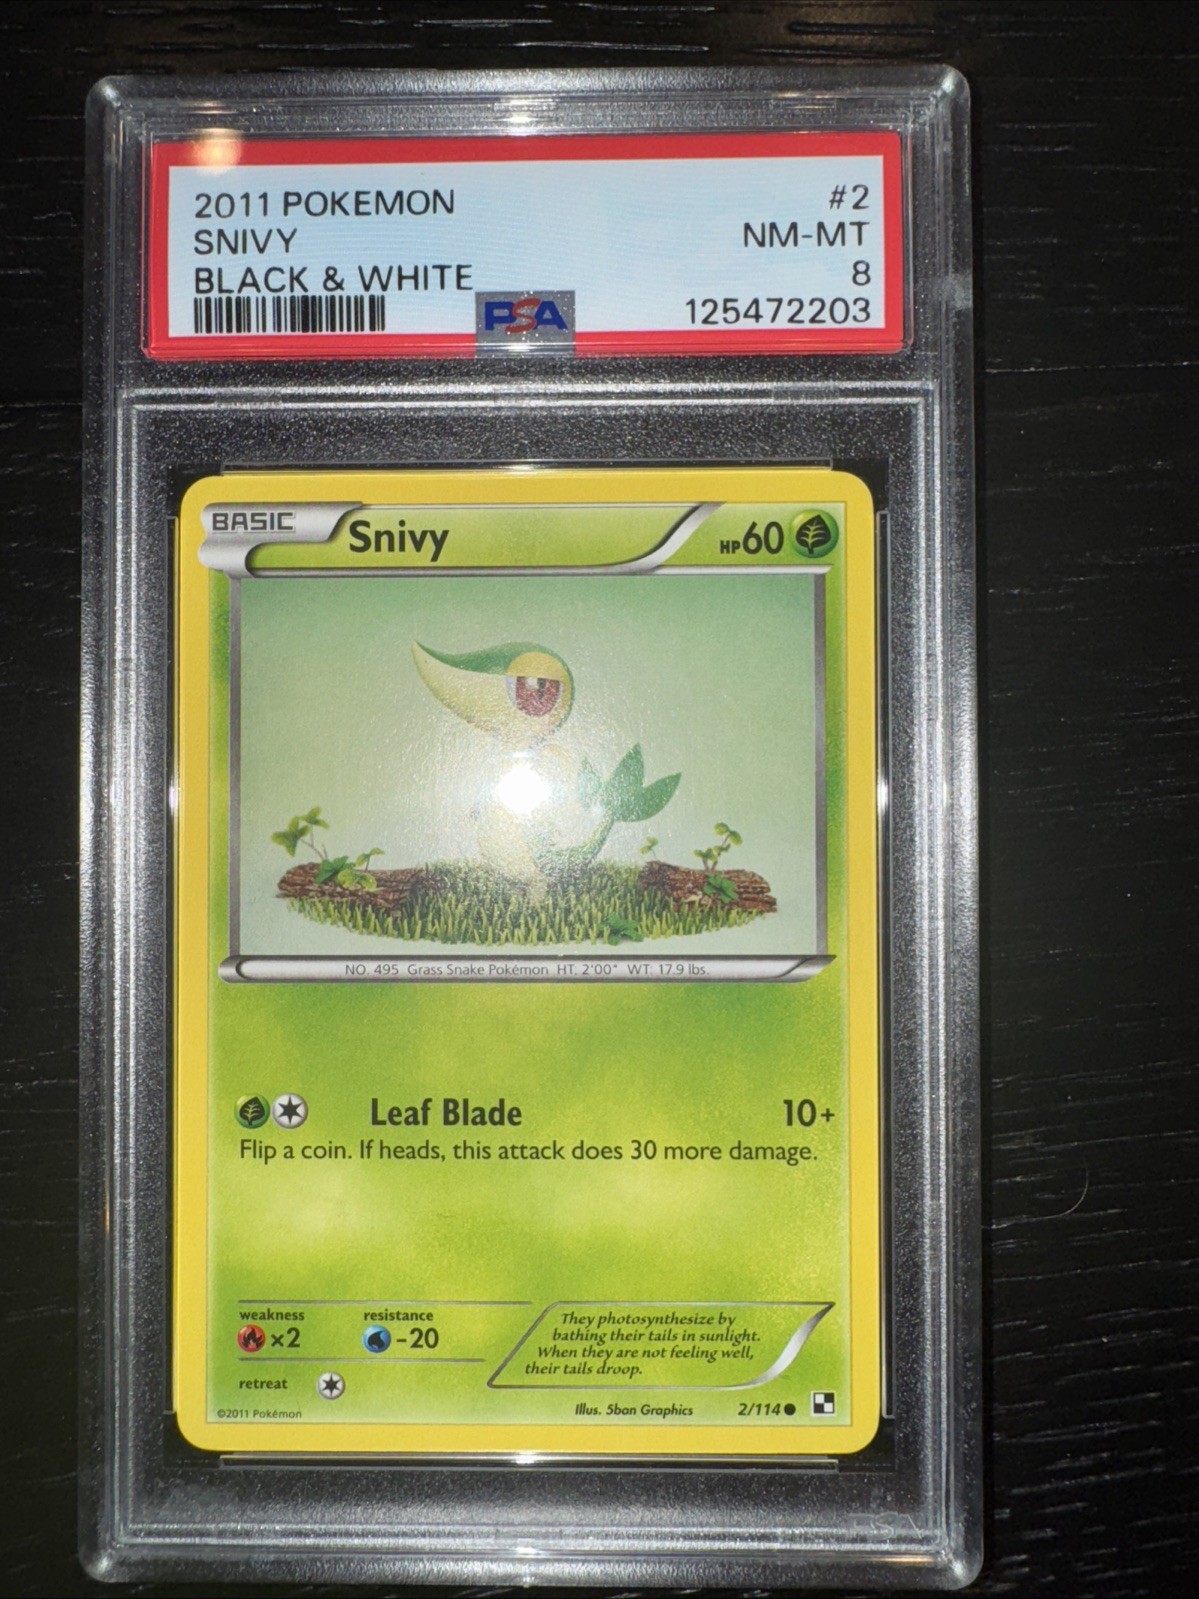 2011 POKEMON #2
SNIVY NM-MT
BLACK & WHITE 8
PSA 125472203
BASIC Snivy HP60
NO. 495 Grass Snake Pokémon HT: 2'00" WT: 17.9 lbs.
Leaf Blade 10+
Flip a coin. If heads, this attack does 30 more damage.
weakness resistance
×2 -20
retreat
They photosynthesize by
bathing their tails in sunlight.
When they are not feeling well,
their tails droop.
©2011 Pokémon Illus. 5ban Graphics 2/114
PSA